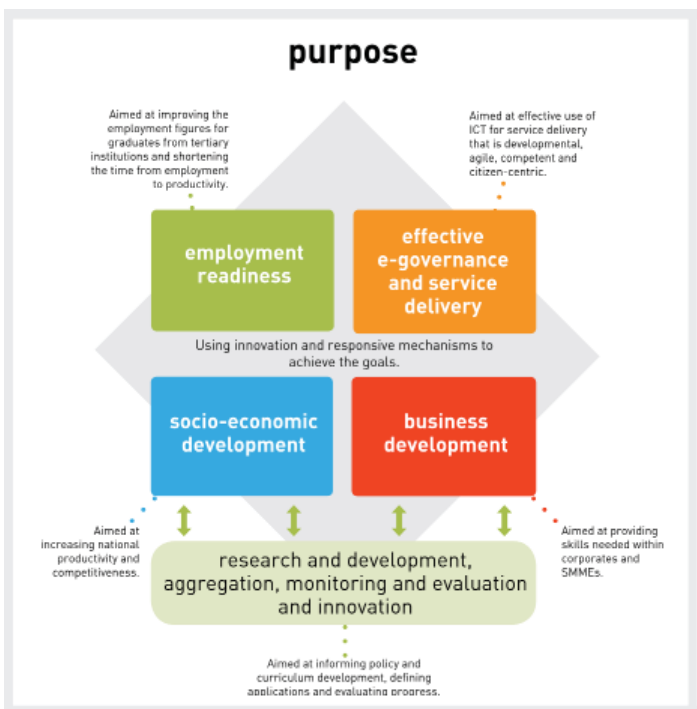 purpose
Aimed at improving the
employment figures for
graduates from tertiary
institutions and shortening
the time from employment
to productivity.
Aimed at effective use of
ICT for service delivery
that is developmental,
agile, competent and
citizen-centric.
employment
readiness
effective
e-governance
and service
delivery
Using innovation and responsive mechanisms to
achieve the goals.
socio-economic
development
business
development
Aimed at
increasing national
productivity and
competitiveness.
Aimed at providing
skills needed within
corporates and
SMMEs.
research and development,
aggregation, monitoring and evaluation
and innovation
Aimed at informing policy and
curriculum development, defining
applications and evaluating progress.